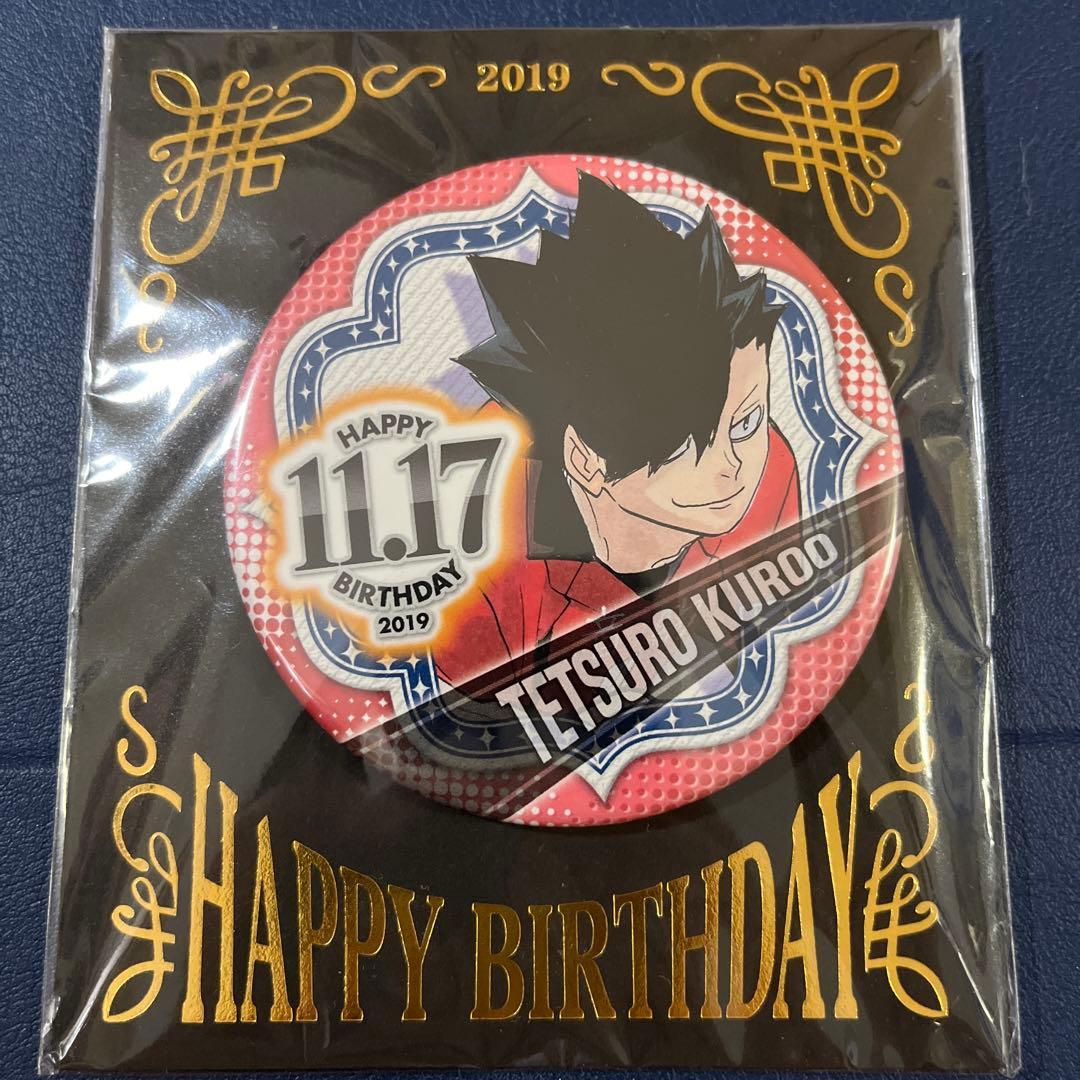 2019
HAPPY
11.17
BIRTHDAY
2019
TETSURO KUROO
HAPPY BIRTHDAY